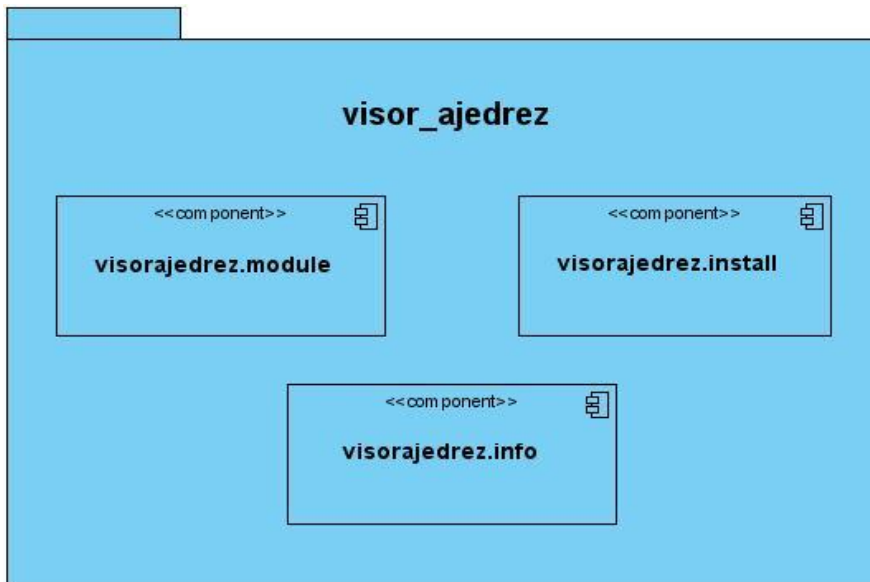 visor_ajedrez
<<component>>
visorajedrez.module
<<component>>
visorajedrez.install
<<component>>
visorajedrez.info